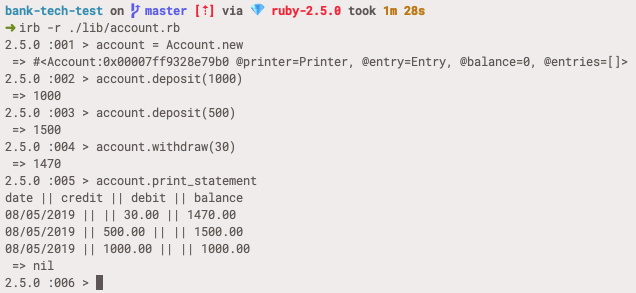 bank-tech-test on master [⇡] via 💎 ruby-2.5.0 took 1m 28s
➜ irb -r ./lib/account.rb
2.5.0 :001 > account = Account.new
 => #<Account:0x00007ff9328e79b0 @printer=Printer, @entry=Entry, @balance=0, @entries=[]>
2.5.0 :002 > account.deposit(1000)
 => 1000
2.5.0 :003 > account.deposit(500)
 => 1500
2.5.0 :004 > account.withdraw(30)
 => 1470
2.5.0 :005 > account.print_statement
date || credit || debit || balance
08/05/2019 || || 30.00 || 1470.00
08/05/2019 || 500.00 || || 1500.00
08/05/2019 || 1000.00 || || 1000.00
 => nil
2.5.0 :006 >